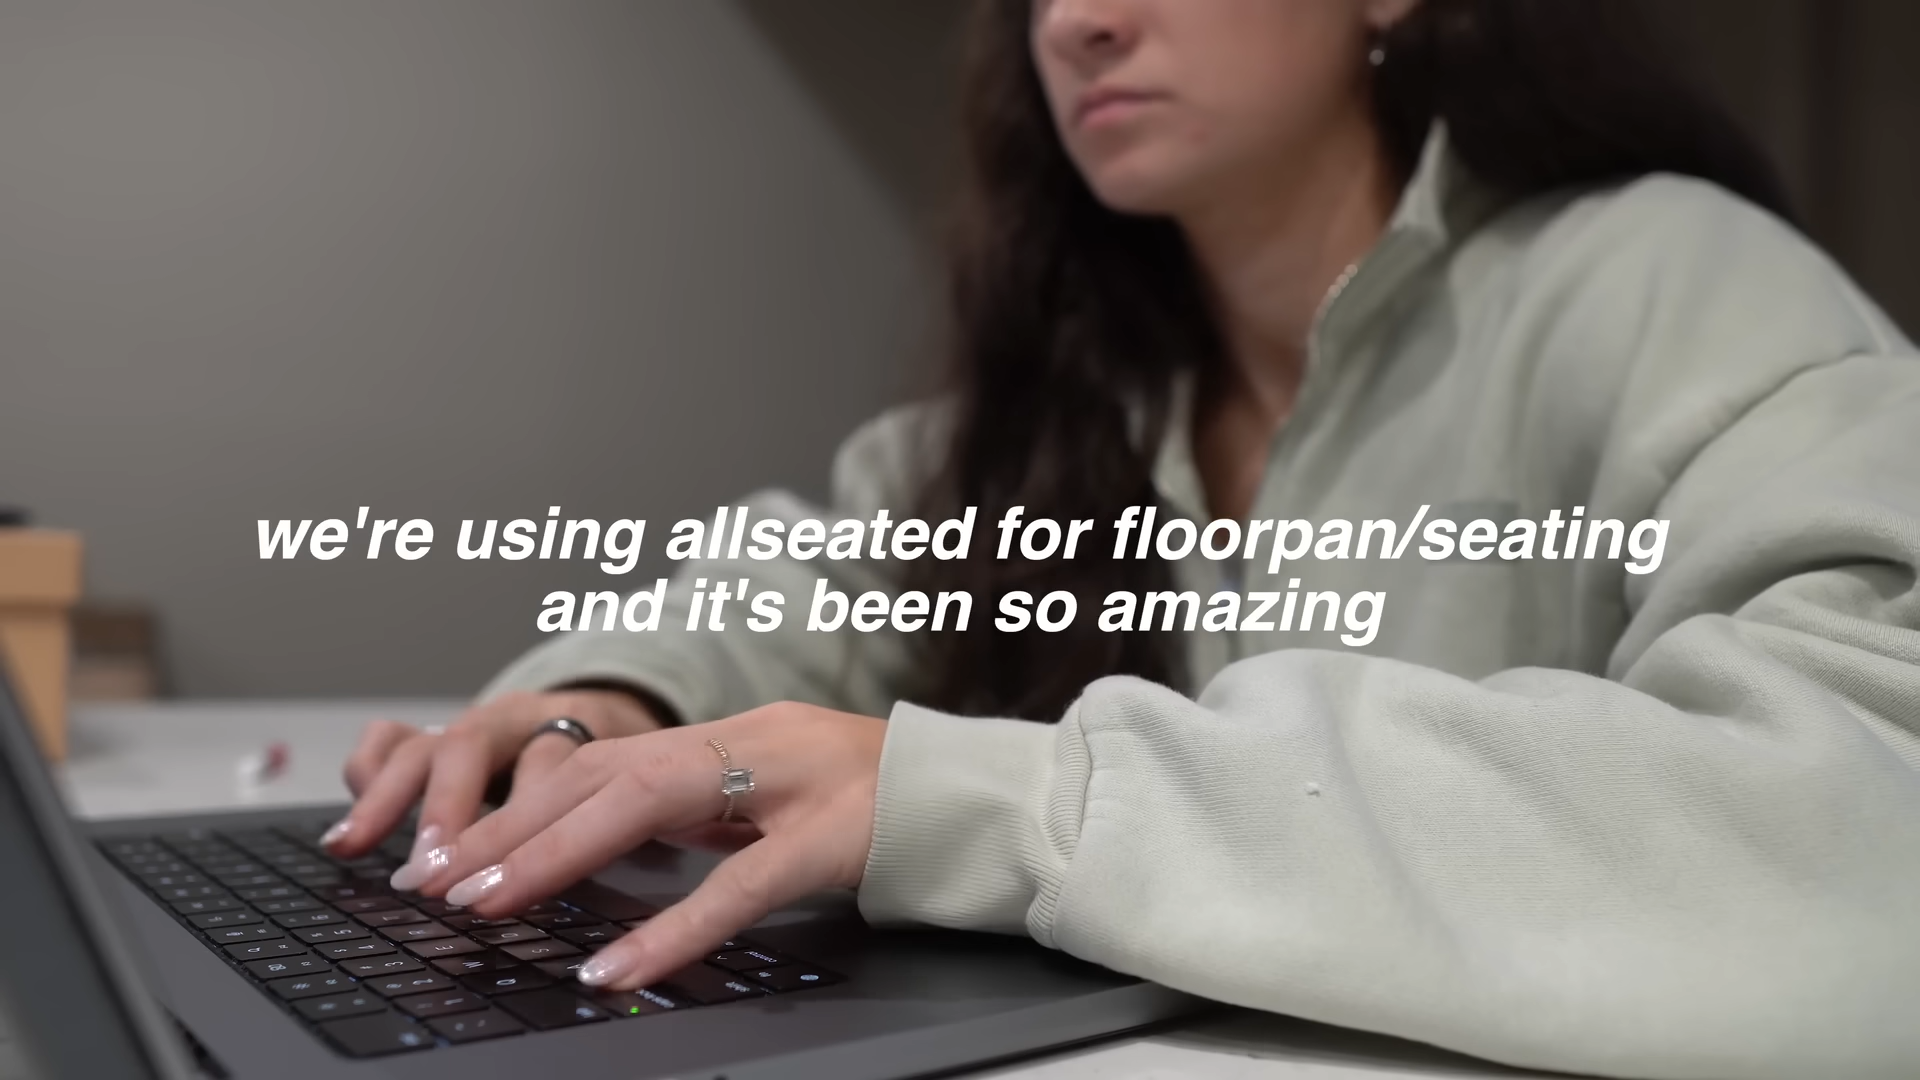 we're using allseated for floorpan/seating
and it's been so amazing